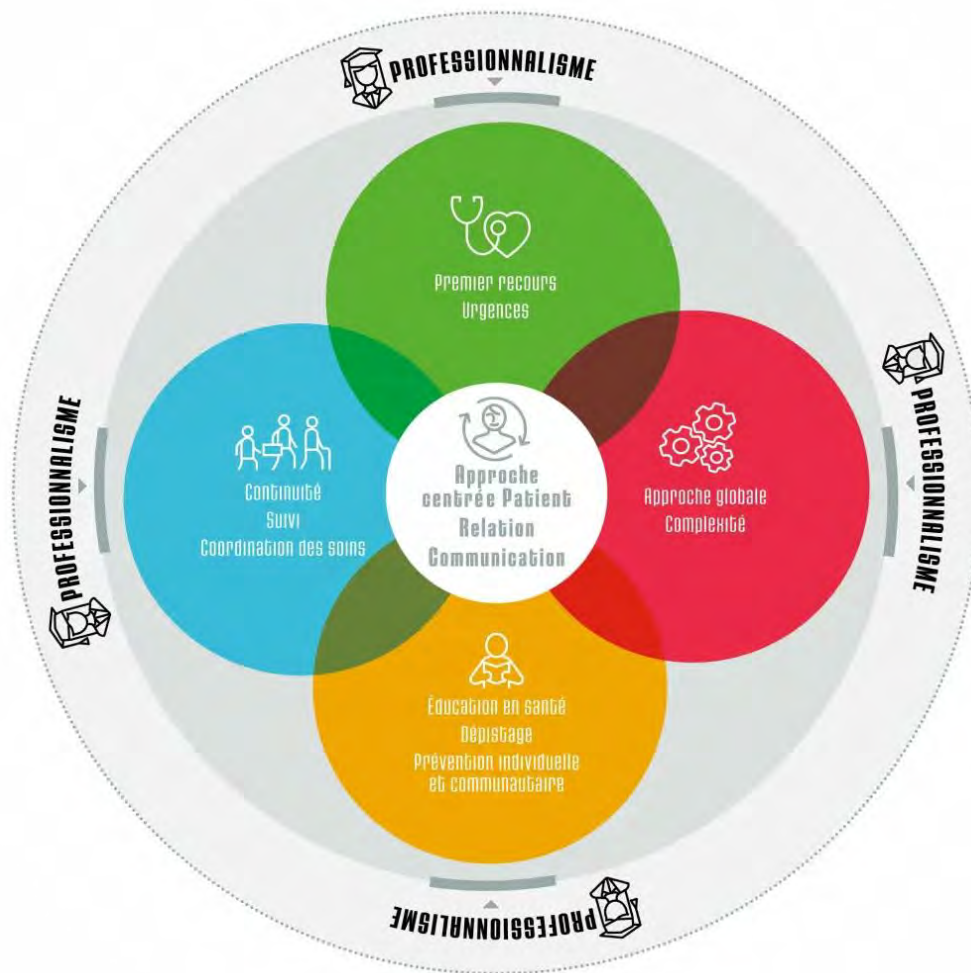 PROFESSIONNALISME
Premier recours
Urgences
PROFESSIONNALISME
Continuité
Suivi
Coordination des soins
Approche
centrée Patient
Relation
Communication
Approche globale
Complexité
PROFESSIONNALISME
Éducation en santé
Dépistage
Prévention individuelle
et communautaire
PROFESSIONNALISME